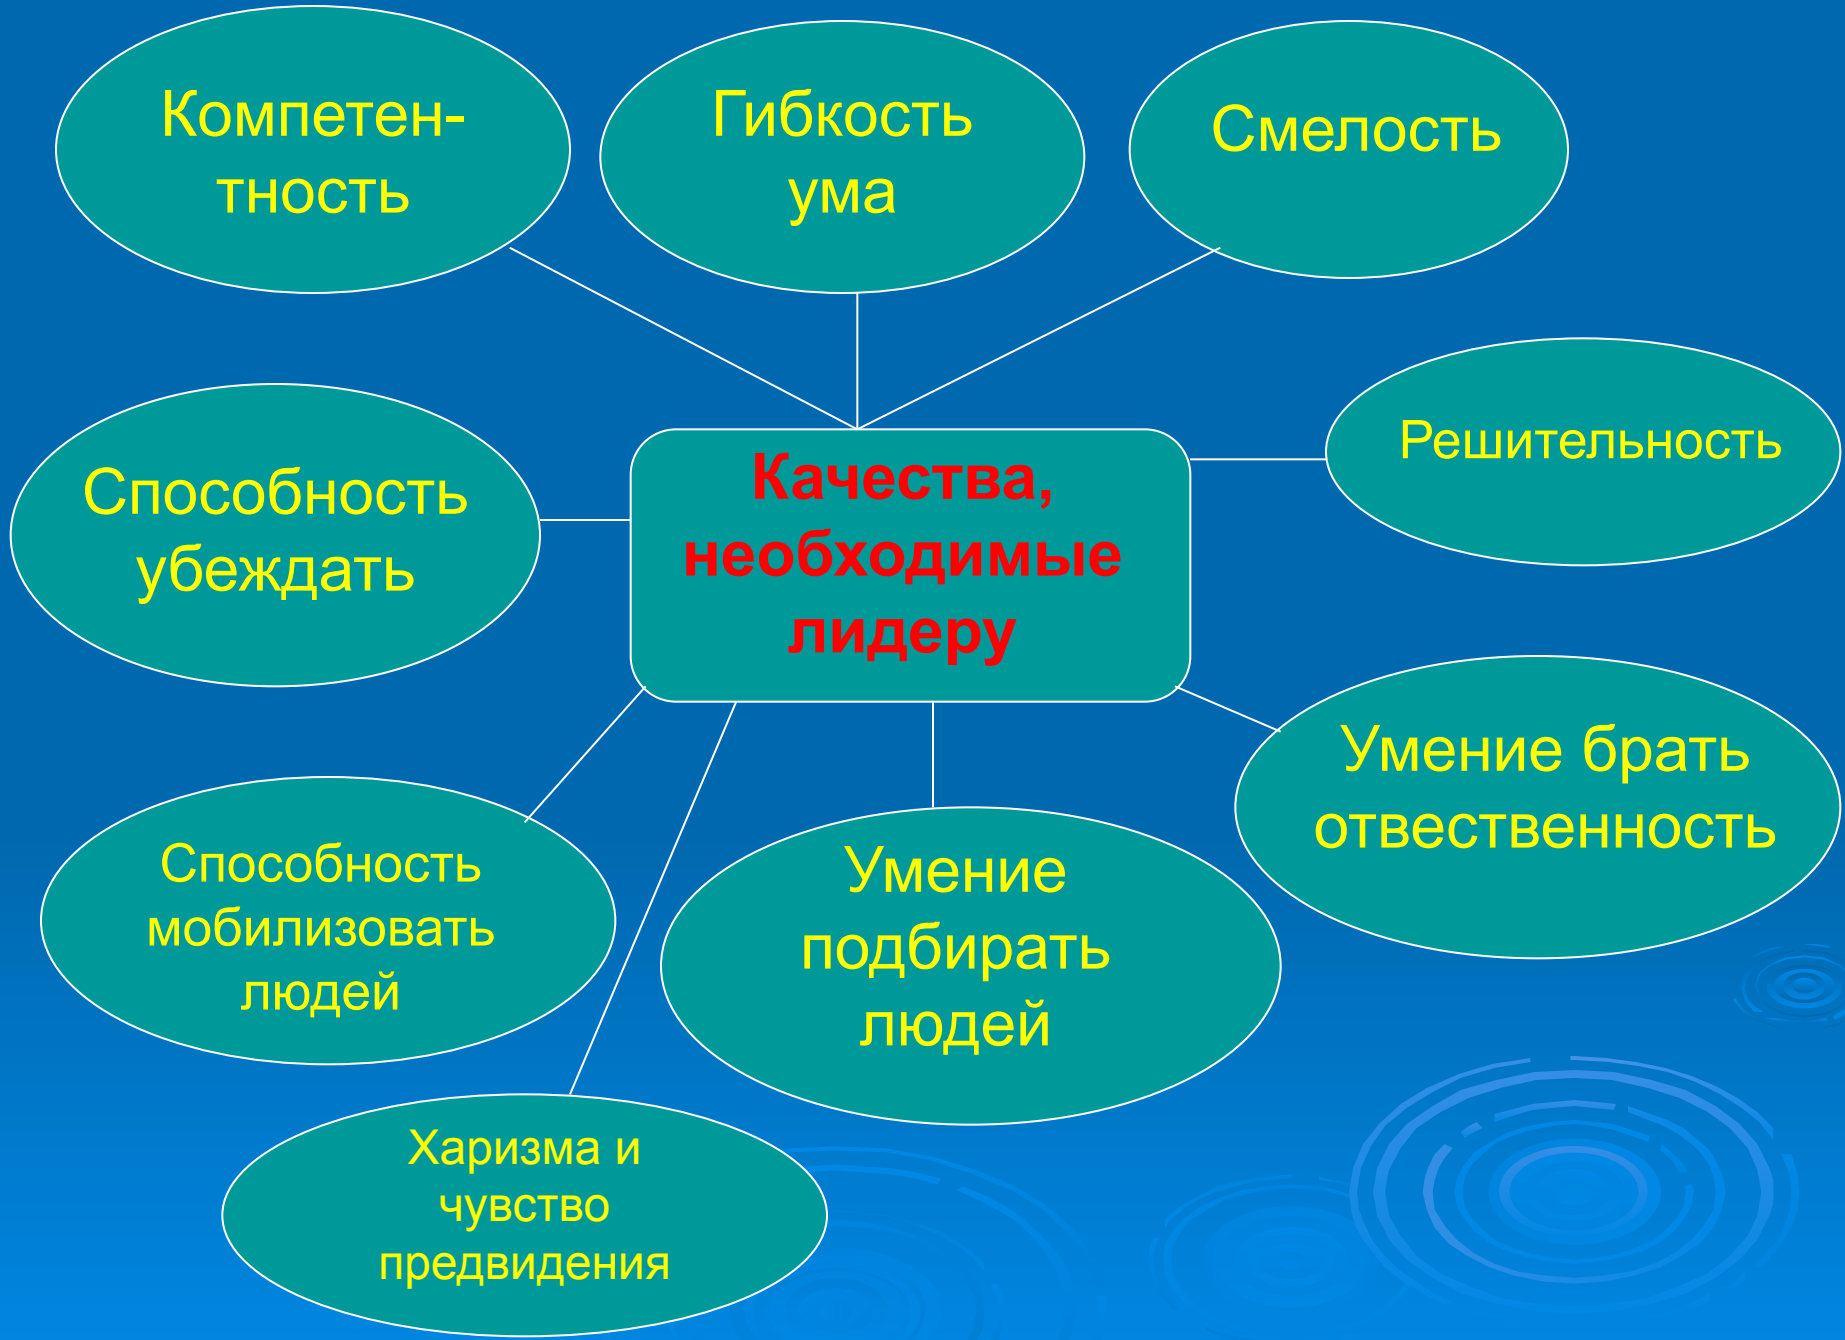 Компетен-
тность
Гибкость
ума
Смелость
Решительность
Способность
убеждать
Качества,
необходимые
лидеру
Умение брать
отвественность
Способность
мобилизовать
людей
Умение
подбирать
людей
Харизма и
чувство
предвидения